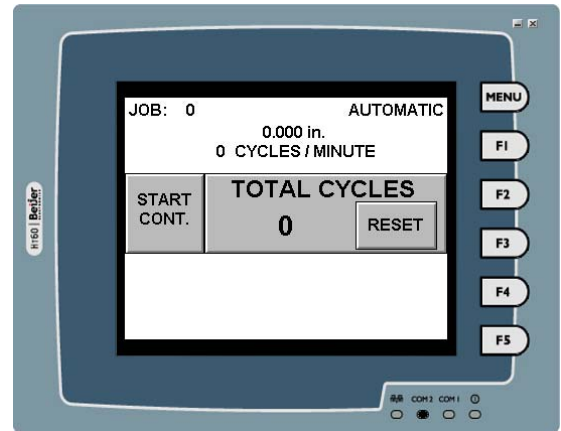 MENU
JOB: 0 AUTOMATIC
0.000 in.
0 CYCLES / MINUTE
F1
START
CONT.
TOTAL CYCLES
0
RESET
F2
F3
F4
F5
H160 | Beijer
COM 2 COM 1